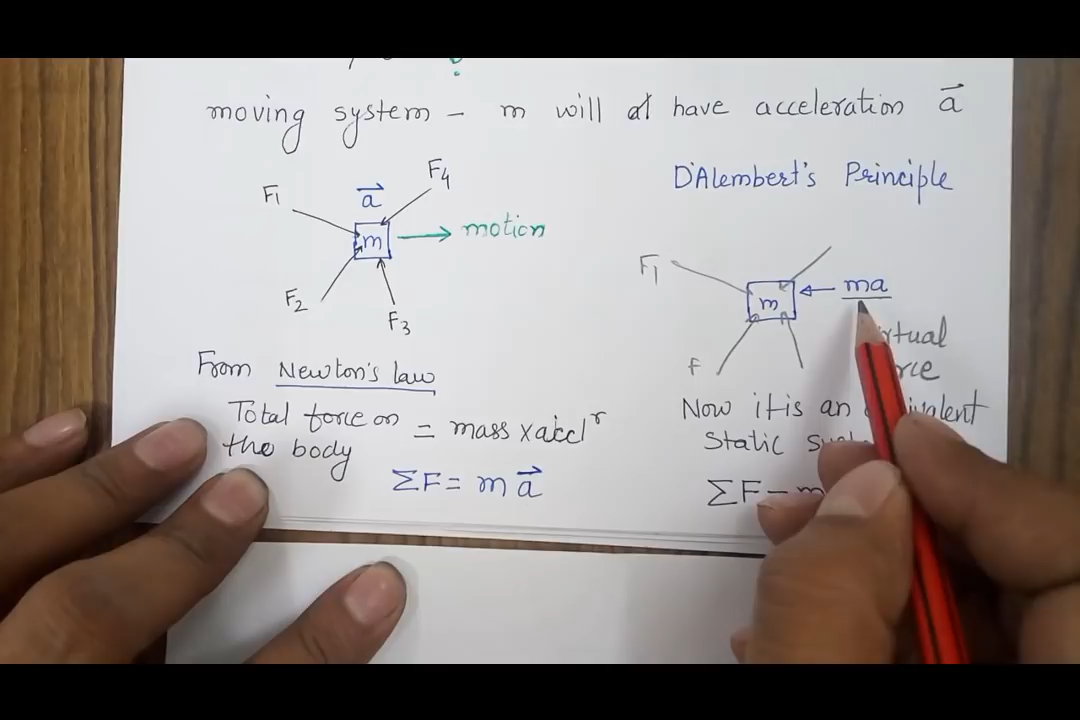 moving system - m will have acceleration a⃗
D'Alembert's Principle
F1
a⃗
F4
m
motion
F2
F3
F1
m
ma
F
From Newton's law
Total force on
the body
= mass x accl^r
ΣF = m a⃗
Now it is an
Static
ΣF - m